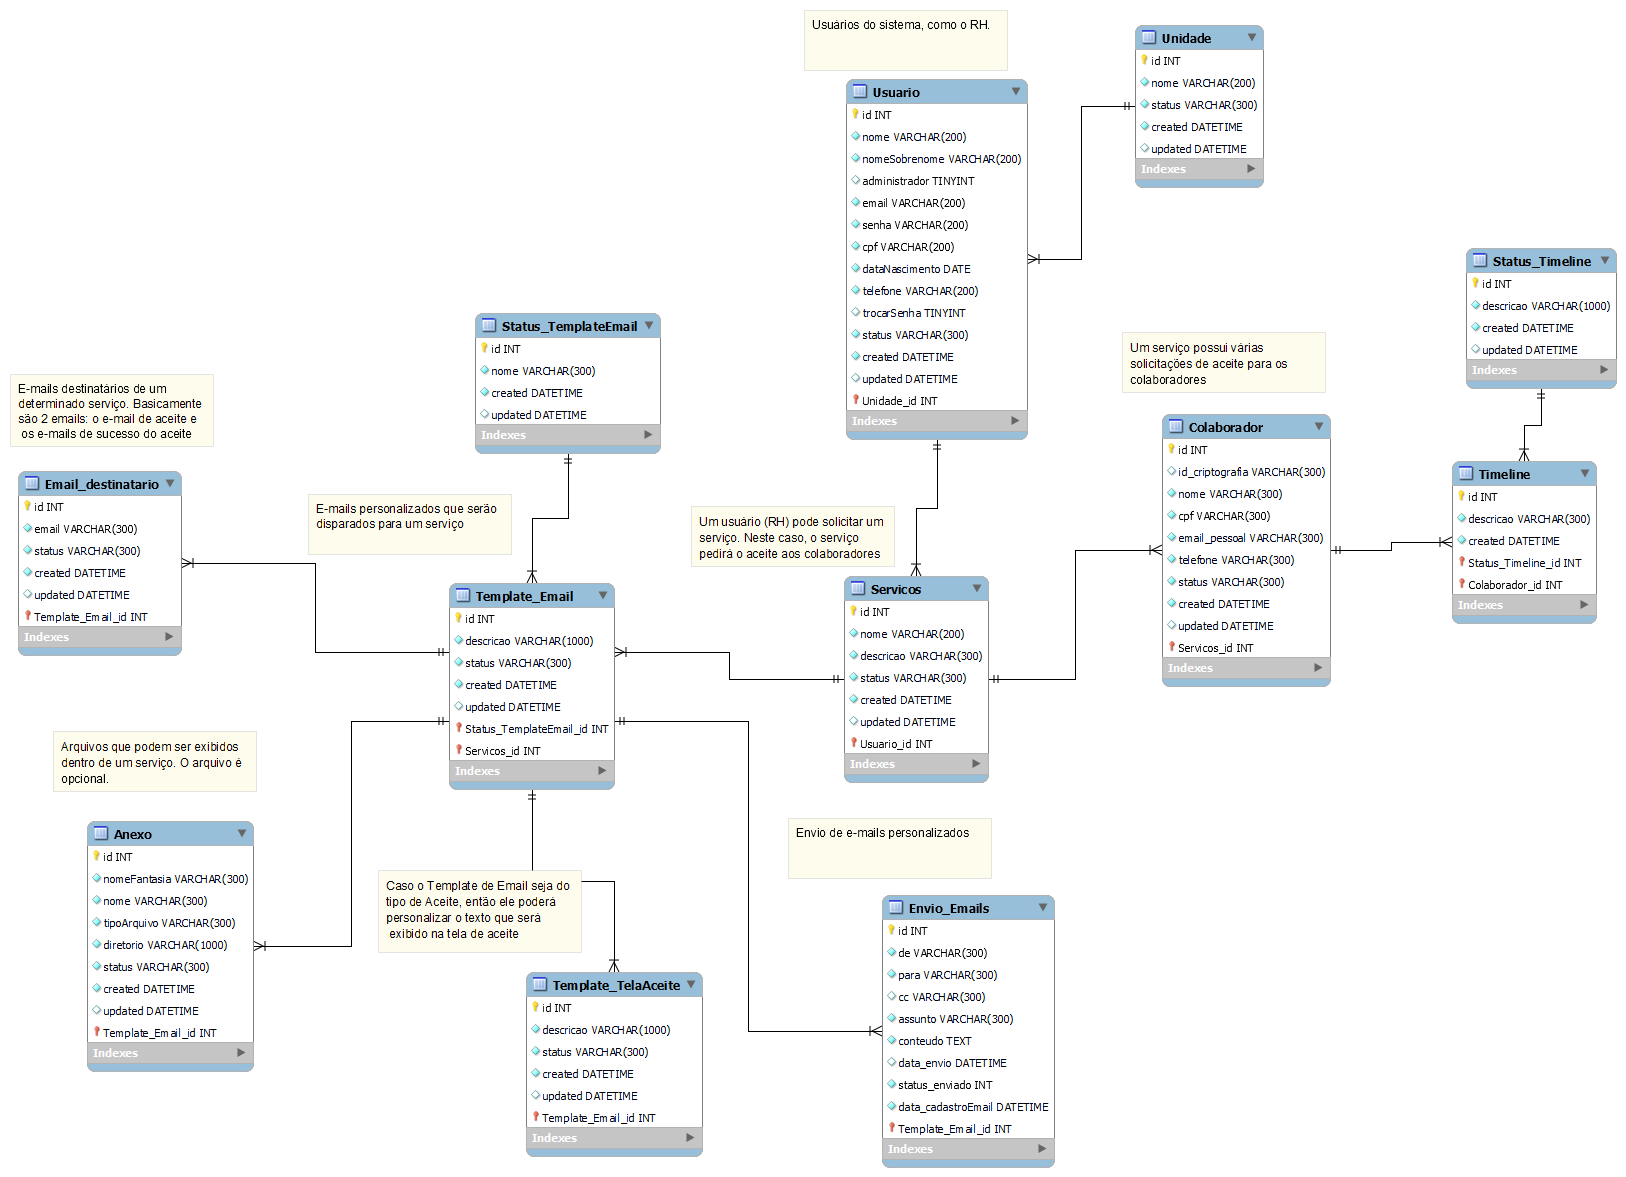 Usuários do sistema, como o RH.
Unidade
id INT
nome VARCHAR(200)
status VARCHAR(300)
created DATETIME
updated DATETIME
Indexes
Usuario
id INT
nome VARCHAR(200)
nomeSobrenome VARCHAR(200)
administrador TINYINT
email VARCHAR(200)
senha VARCHAR(200)
cpf VARCHAR(200)
dataNascimento DATE
telefone VARCHAR(200)
trocarSenha TINYINT
status VARCHAR(300)
created DATETIME
updated DATETIME
Unidade_id INT
Indexes
Status_Timeline
id INT
descricao VARCHAR(1000)
created DATETIME
updated DATETIME
Indexes
Status_TemplateEmail
id INT
nome VARCHAR(300)
created DATETIME
updated DATETIME
Indexes
Um serviço possui várias
solicitações de aceite para os
colaboradores
E-mails destinatários de um
determinado serviço. Basicamente
são 2 emails: o e-mail de aceite e
os e-mails de sucesso do aceite
Colaborador
id INT
id_criptografia VARCHAR(300)
nome VARCHAR(300)
cpf VARCHAR(300)
email_pessoal VARCHAR(300)
telefone VARCHAR(300)
status VARCHAR(300)
created DATETIME
updated DATETIME
Servicos_id INT
Indexes
Timeline
id INT
descricao VARCHAR(300)
created DATETIME
Status_Timeline_id INT
Colaborador_id INT
Indexes
Email_destinatario
id INT
email VARCHAR(300)
status VARCHAR(300)
created DATETIME
updated DATETIME
Template_Email_id INT
Indexes
E-mails personalizados que serão
disparados para um serviço
Um usuário (RH) pode solicitar um
serviço. Neste caso, o serviço
pedirá o aceite aos colaboradores
Template_Email
id INT
descricao VARCHAR(1000)
status VARCHAR(300)
created DATETIME
updated DATETIME
Status_TemplateEmail_id INT
Servicos_id INT
Indexes
Servicos
id INT
nome VARCHAR(200)
descricao VARCHAR(300)
status VARCHAR(300)
created DATETIME
updated DATETIME
Usuario_id INT
Indexes
Arquivos que podem ser exibidos
dentro de um serviço. O arquivo é
opcional.
Anexo
id INT
nomeFantasia VARCHAR(300)
nome VARCHAR(300)
tipoArquivo VARCHAR(300)
diretorio VARCHAR(1000)
status VARCHAR(300)
created DATETIME
updated DATETIME
Template_Email_id INT
Indexes
Envio de e-mails personalizados
Caso o Template de Email seja do
tipo de Aceite, então ele poderá
personalizar o texto que será
exibido na tela de aceite
Envio_Emails
id INT
de VARCHAR(300)
para VARCHAR(300)
cc VARCHAR(300)
assunto VARCHAR(300)
conteudo TEXT
data_envio DATETIME
status_enviado INT
data_cadastroEmail DATETIME
Template_Email_id INT
Indexes
Template_TelaAceite
id INT
descricao VARCHAR(1000)
status VARCHAR(300)
created DATETIME
updated DATETIME
Template_Email_id INT
Indexes